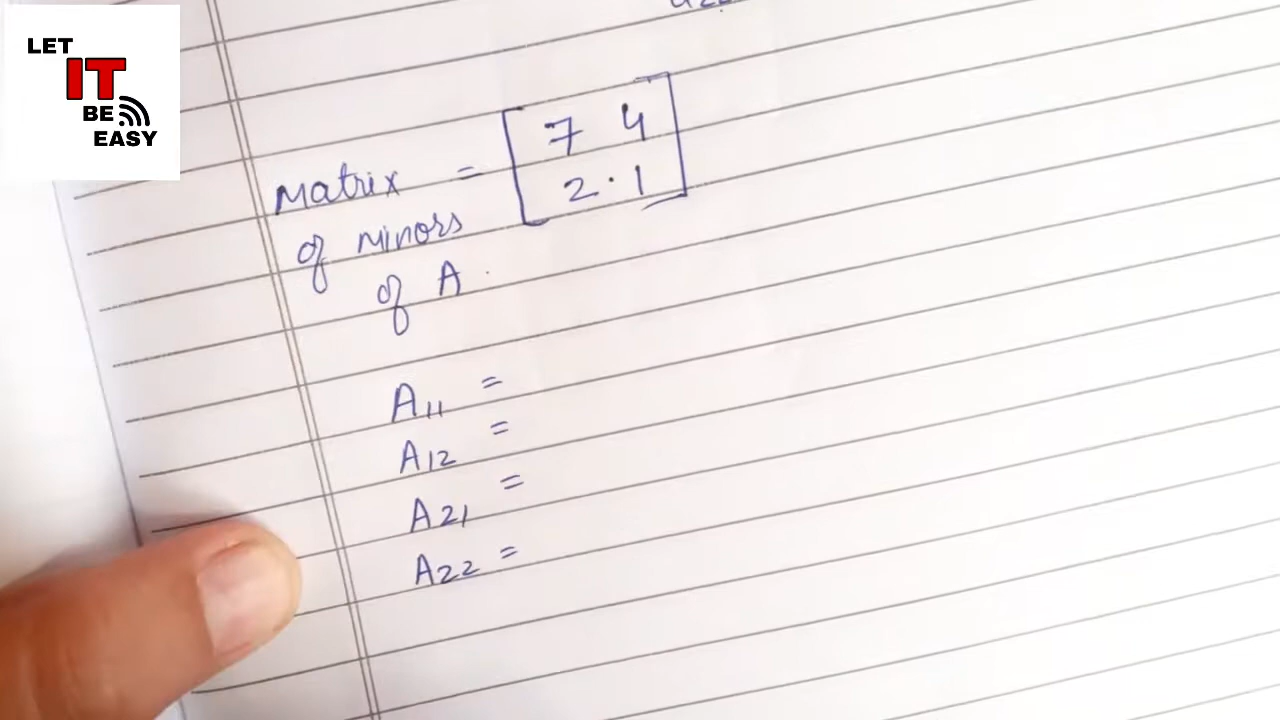 LET
IT
BE
EASY
Matrix = [ 7 4
2 . 1 ]
of minors
of A .
A11 =
A12 =
A21 =
A22 =